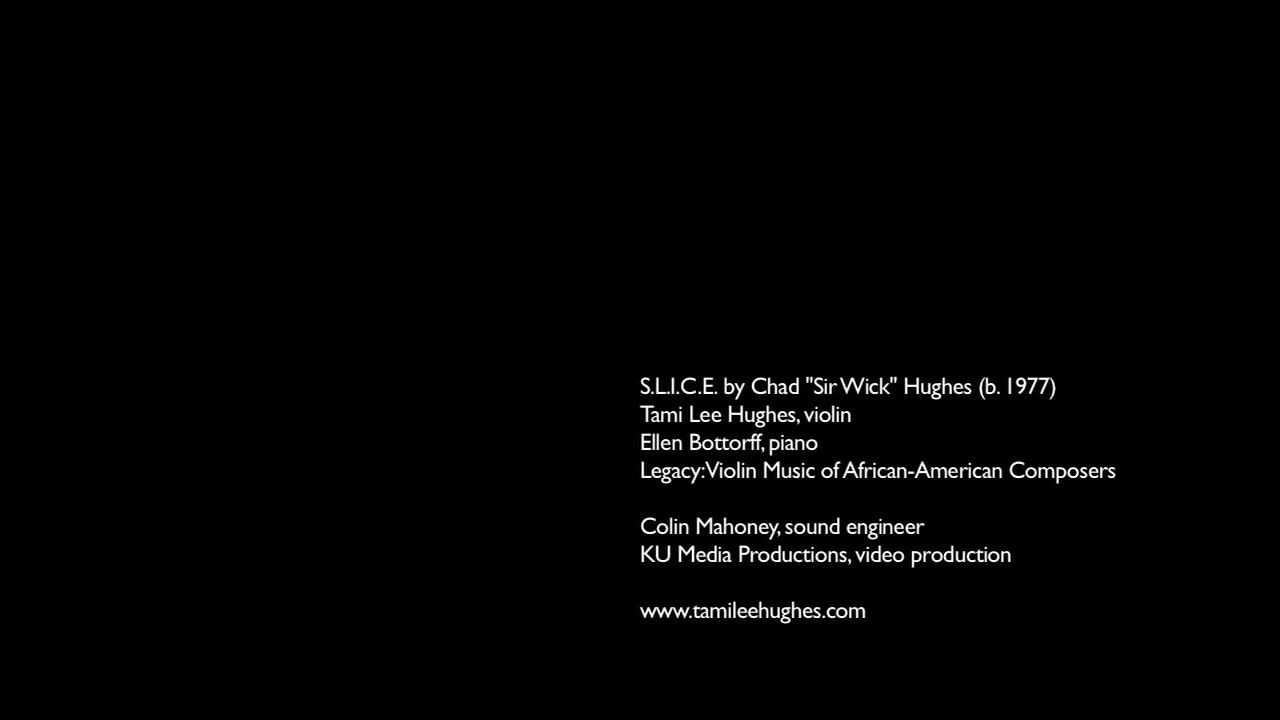 S.L.I.C.E. by Chad "Sir Wick" Hughes (b. 1977)
Tami Lee Hughes, violin
Ellen Bottorff, piano
Legacy: Violin Music of African-American Composers
Colin Mahoney, sound engineer
KU Media Productions, video production
www.tamileehughes.com